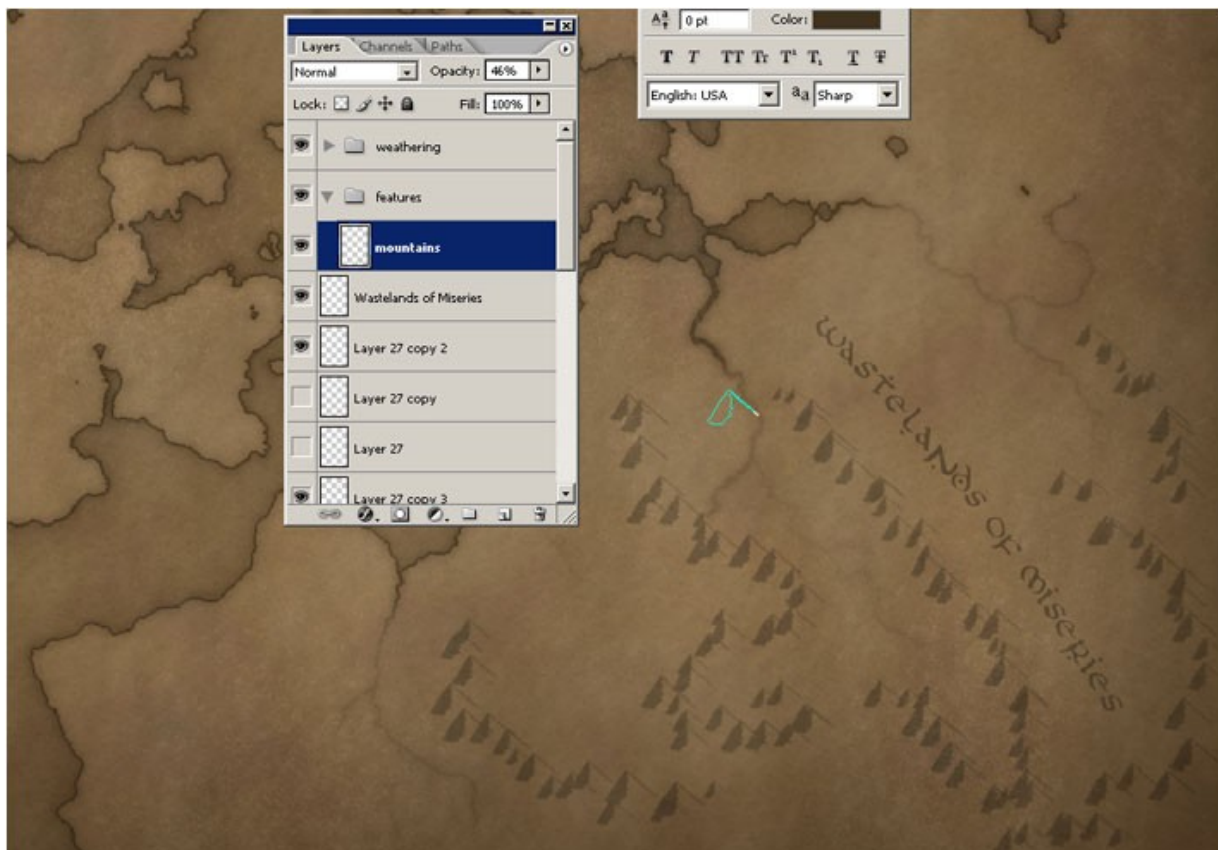 Layers Channels Paths
Normal Opacity: 46%
Lock: Fill: 100%
weathering
features
mountains
Wastelands of Miseries
Layer 27 copy 2
Layer 27 copy
Layer 27
Layer 27 copy 3
0 pt Color:
T T TT Tr T¹ T₁ T T
English: USA aa Sharp
Wastelands of Miseries